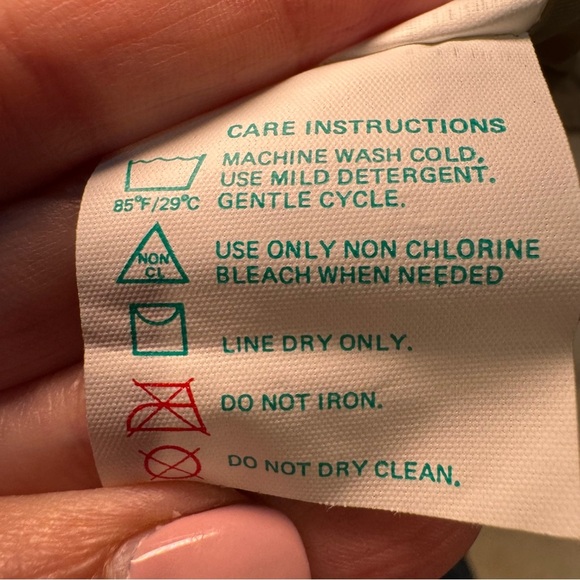 CARE INSTRUCTIONS
MACHINE WASH COLD.
USE MILD DETERGENT.
85°F/29°C GENTLE CYCLE.
NON
CL
USE ONLY NON CHLORINE
BLEACH WHEN NEEDED
LINE DRY ONLY.
DO NOT IRON.
DO NOT DRY CLEAN.